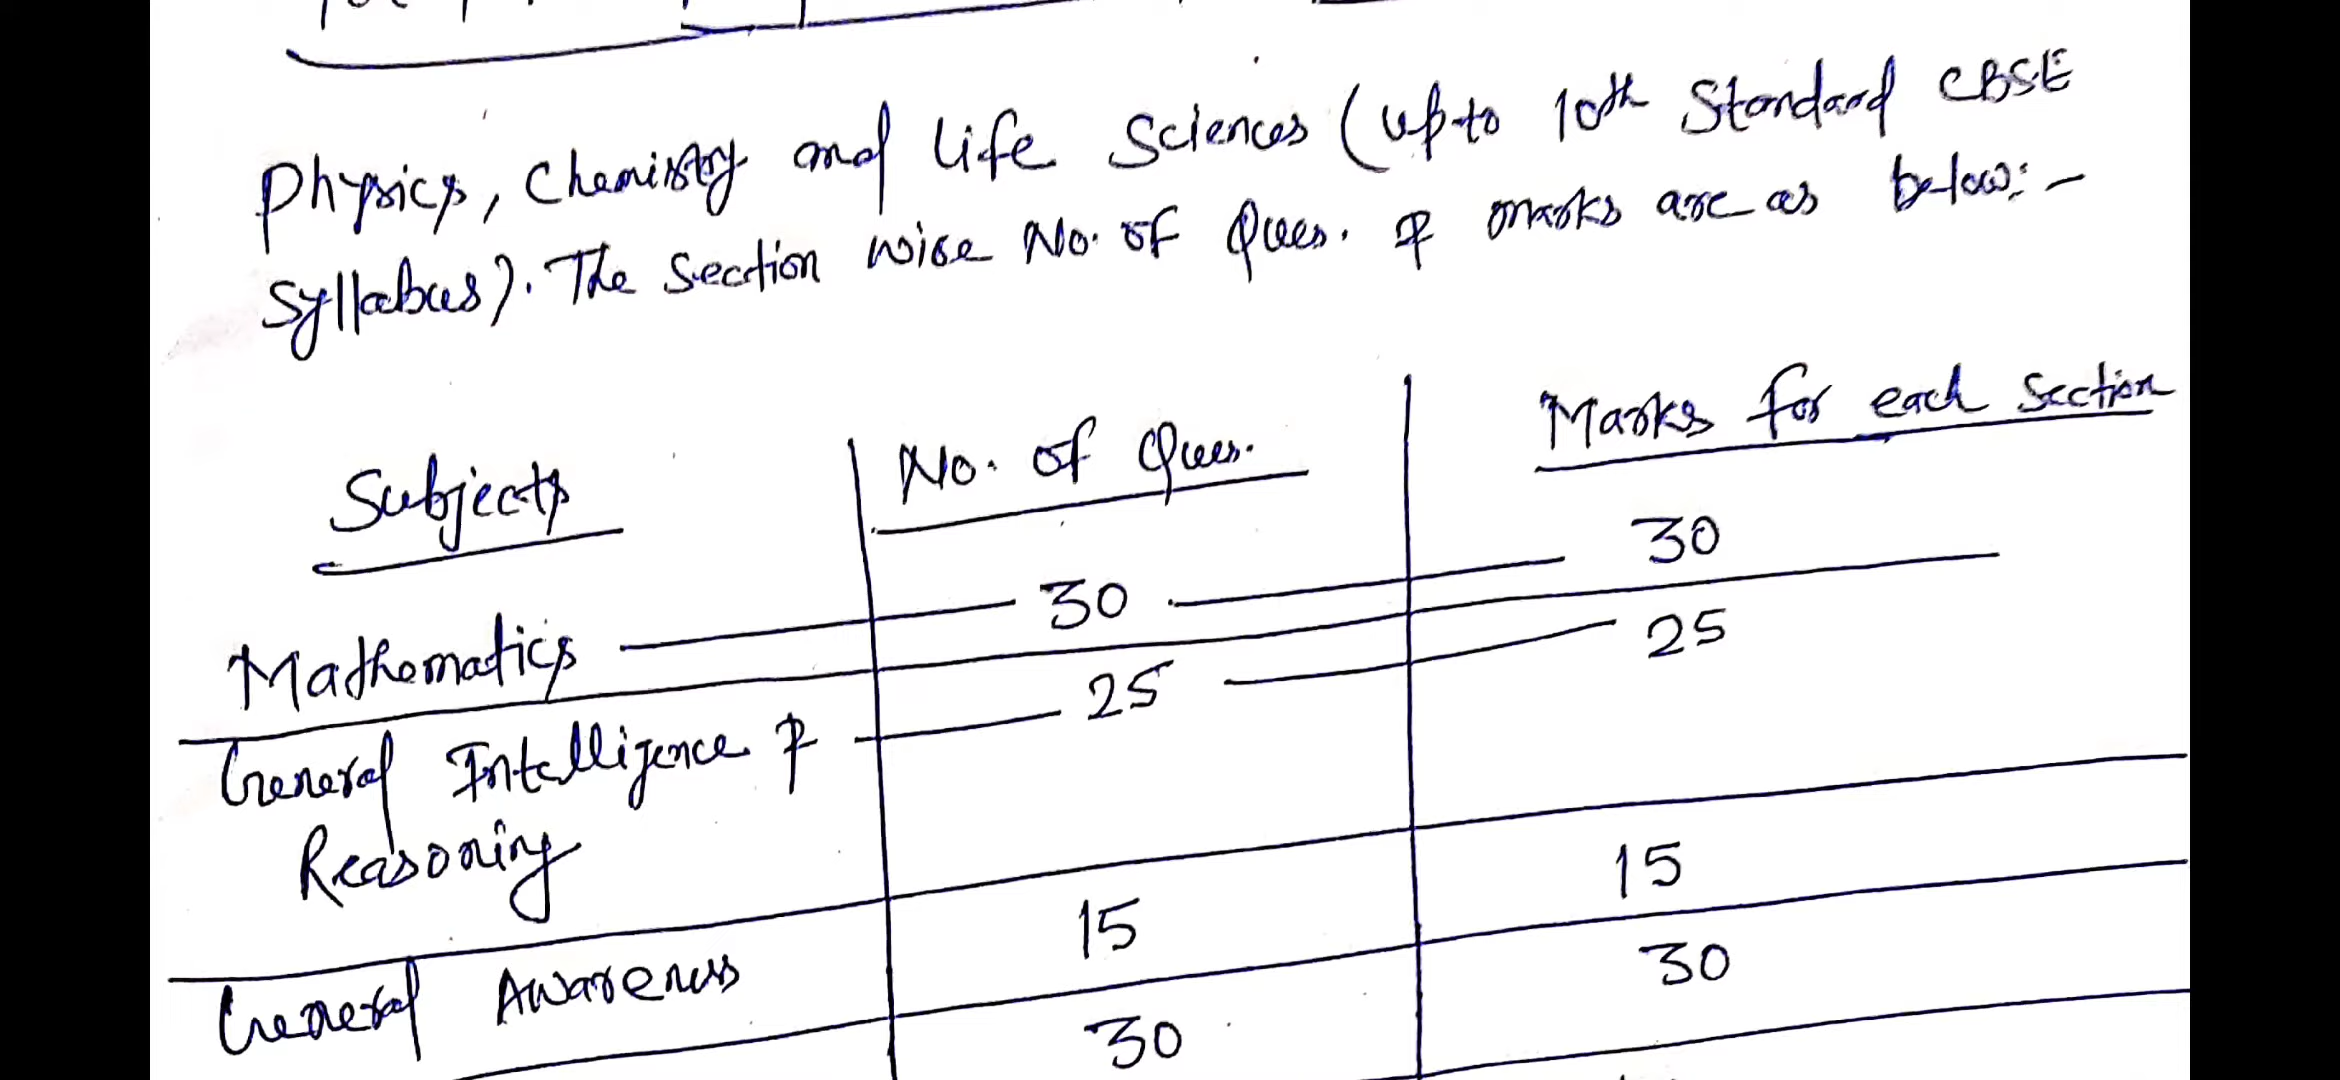 Physics, Chemistry and Life Sciences (up to 10th Standard CBSE
Syllabus). The Section wise No. of Ques. & marks are as below:-
Subjects No. of Ques. Marks for each Section
Mathematics 30 30
General Intelligence & 25 25
Reasoning
General Awareness 15 15
30 30